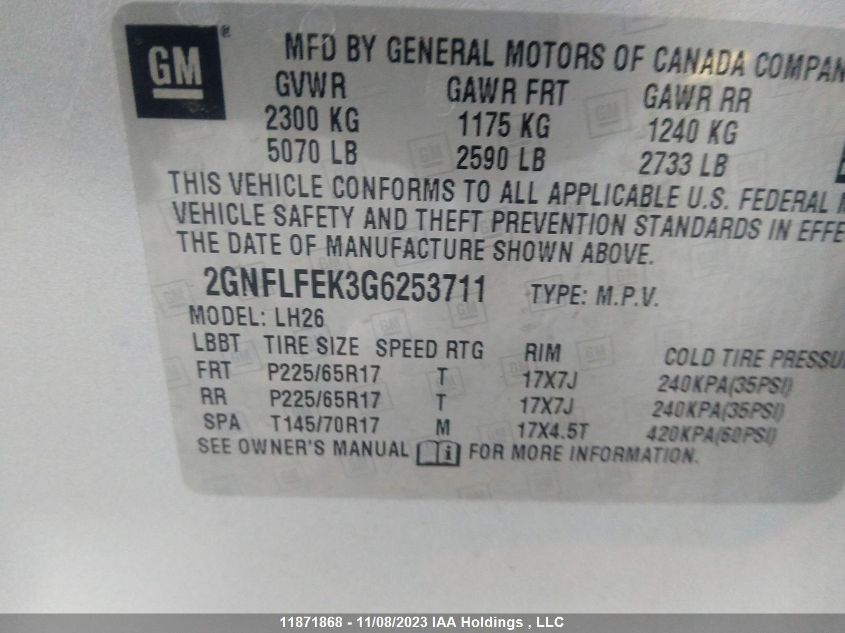 GM®
MFD BY GENERAL MOTORS OF CANADA COMPAN
GVWR GAWR FRT GAWR RR
2300 KG 1175 KG 1240 KG
5070 LB 2590 LB 2733 LB
THIS VEHICLE CONFORMS TO ALL APPLICABLE U.S. FEDERAL
VEHICLE SAFETY AND THEFT PREVENTION STANDARDS IN EFFE
THE DATE OF MANUFACTURE SHOWN ABOVE.
2GNFLFEK3G6253711 TYPE: M.P.V.
MODEL: LH26
LBBT TIRE SIZE SPEED RTG RIM COLD TIRE PRESSU
FRT P225/65R17 T 17X7J 240KPA(35PSI)
RR P225/65R17 T 17X7J 240KPA(35PSI)
SPA T145/70R17 M 17X4.5T 420KPA(60PSI)
SEE OWNER'S MANUAL i FOR MORE INFORMATION.
11871868 - 11/08/2023 IAA Holdings , LLC